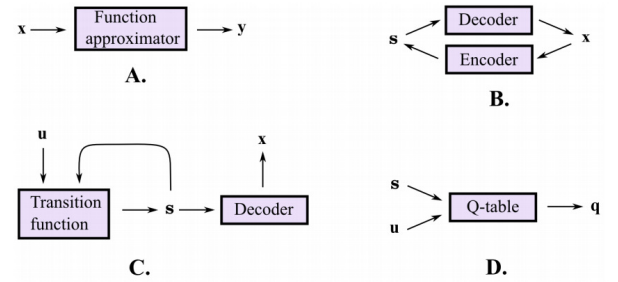 x
Function
approximator
y
A.
s
Decoder
Encoder
x
B.
u
Transition
function
s
Decoder
x
C.
s
u
Q-table
q
D.